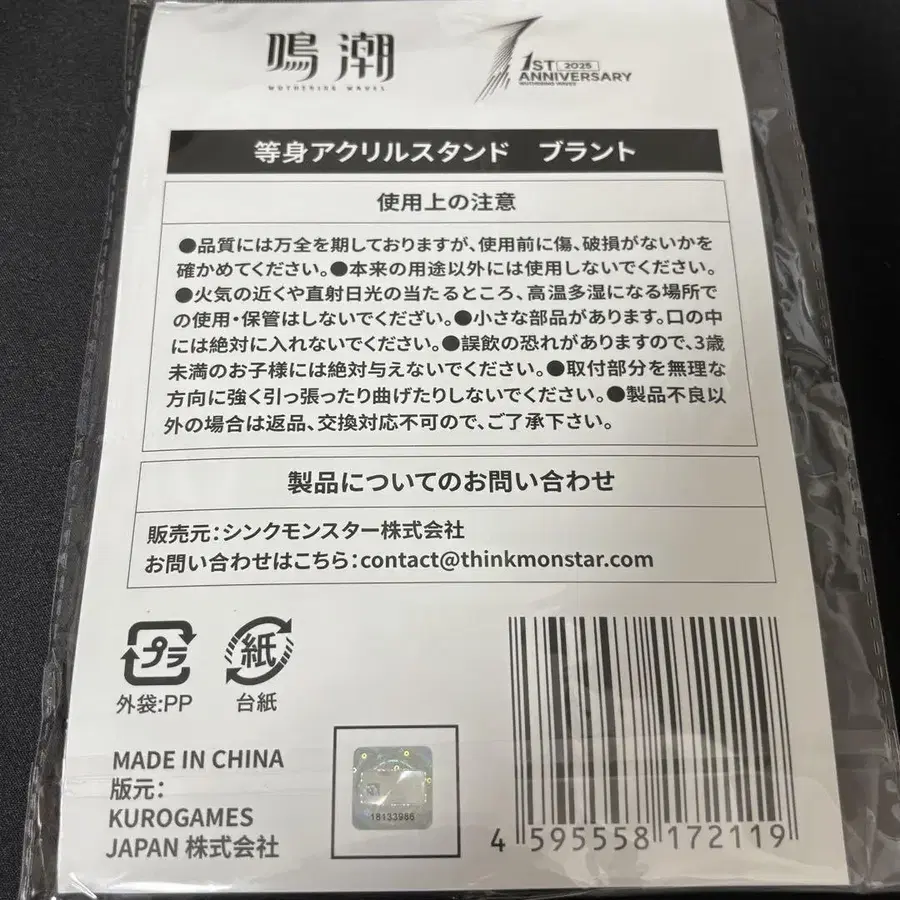 鳴潮
WUTHERING WAVES
1ST 2025
ANNIVERSARY
WUTHERING WAVES
等身アクリルスタンド ブラント
使用上の注意
●品質には万全を期しておりますが、使用前に傷、破損がないかを
確かめてください。●本来の用途以外には使用しないでください。
●火気の近くや直射日光の当たるところ、高温多湿になる場所で
の使用・保管はしないでくだざい。●小さな部品があります。口の中
には絶対に入れないでください。●誤飲の恐れがありますので、3歳
未満のお子様には絶対与えないでください。●取付部分を無理な
方向に強く引っ張ったり曲げたりしないでください。●製品不良以
外の場合は返品、交換対応不可ので、ご了承下さい。
製品についてのお問い合わせ
販売元:シンクモンスター株式会社
お問い合わせはこちら:contact@thinkmonstar.com
プラ
紙
外袋:PP
台紙
MADE IN CHINA
版元:
KUROGAMES
JAPAN 株式会社
18133986
4 595558 172119